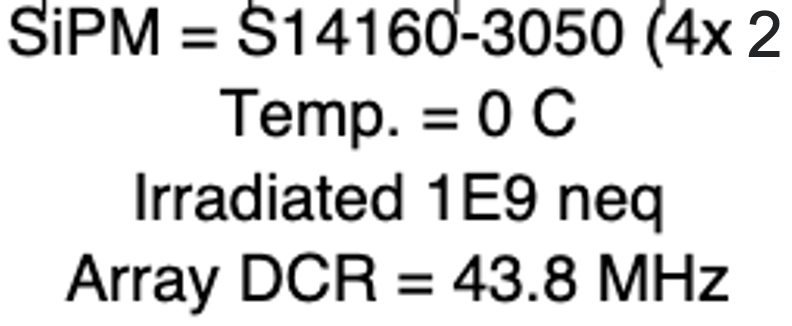 SiPM = S14160-3050 (4x 2
Temp. = 0 C
Irradiated 1E9 neq
Array DCR = 43.8 MHz